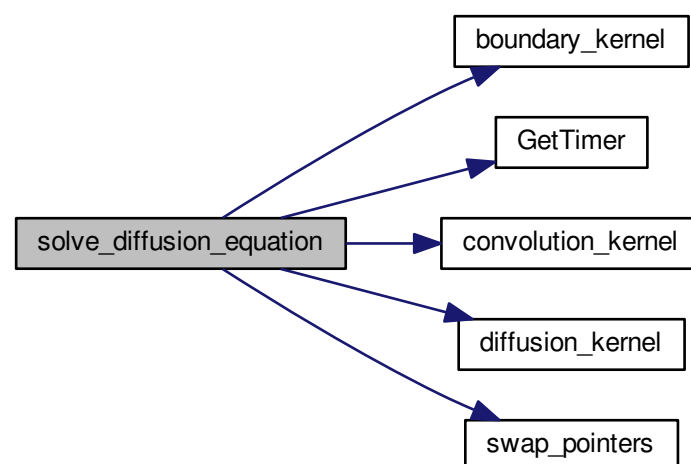 boundary_kernel
GetTimer
solve_diffusion_equation
convolution_kernel
diffusion_kernel
swap_pointers